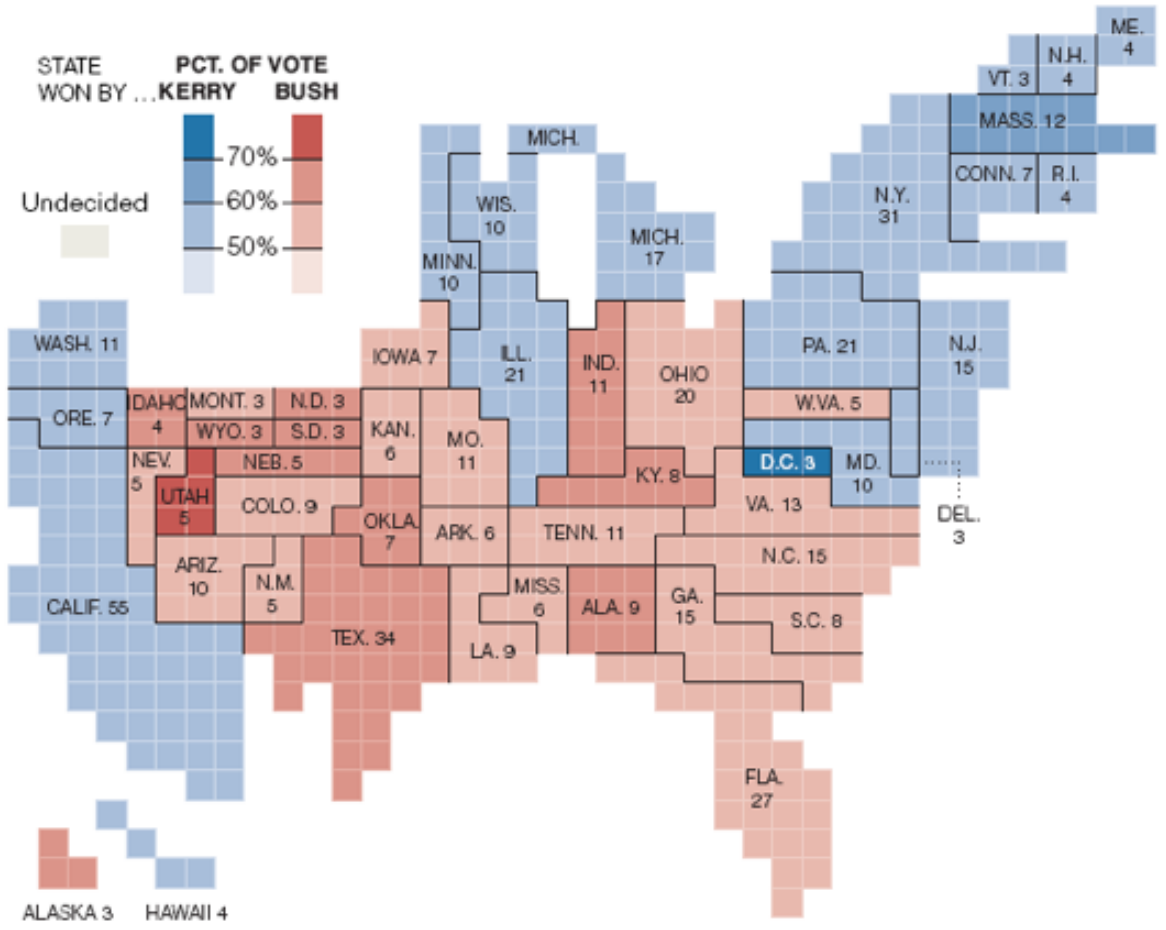 STATE
WON BY ...
PCT. OF VOTE
KERRY BUSH
70%
60%
50%
Undecided
ME.
4
N.H.
4
VT. 3
MASS. 12
CONN. 7
R.I.
4
N.Y.
31
MICH.
WIS.
10
MICH.
17
MINN.
10
WASH. 11
IOWA 7
ILL.
21
IND.
11
OHIO
20
PA. 21
N.J.
15
ORE. 7
IDAHO
4
MONT. 3
N.D. 3
WYO. 3
S.D. 3
KAN.
6
MO.
11
W.VA. 5
NEV.
5
NEB. 5
KY. 8
D.C. 3
MD.
10
UTAH
5
COLO. 9
OKLA.
7
ARK. 6
TENN. 11
VA. 13
DEL.
3
N.C. 15
ARIZ.
10
N.M.
5
MISS.
6
ALA. 9
GA.
15
S.C. 8
CALIF. 55
TEX. 34
LA. 9
FLA.
27
ALASKA 3
HAWAII 4